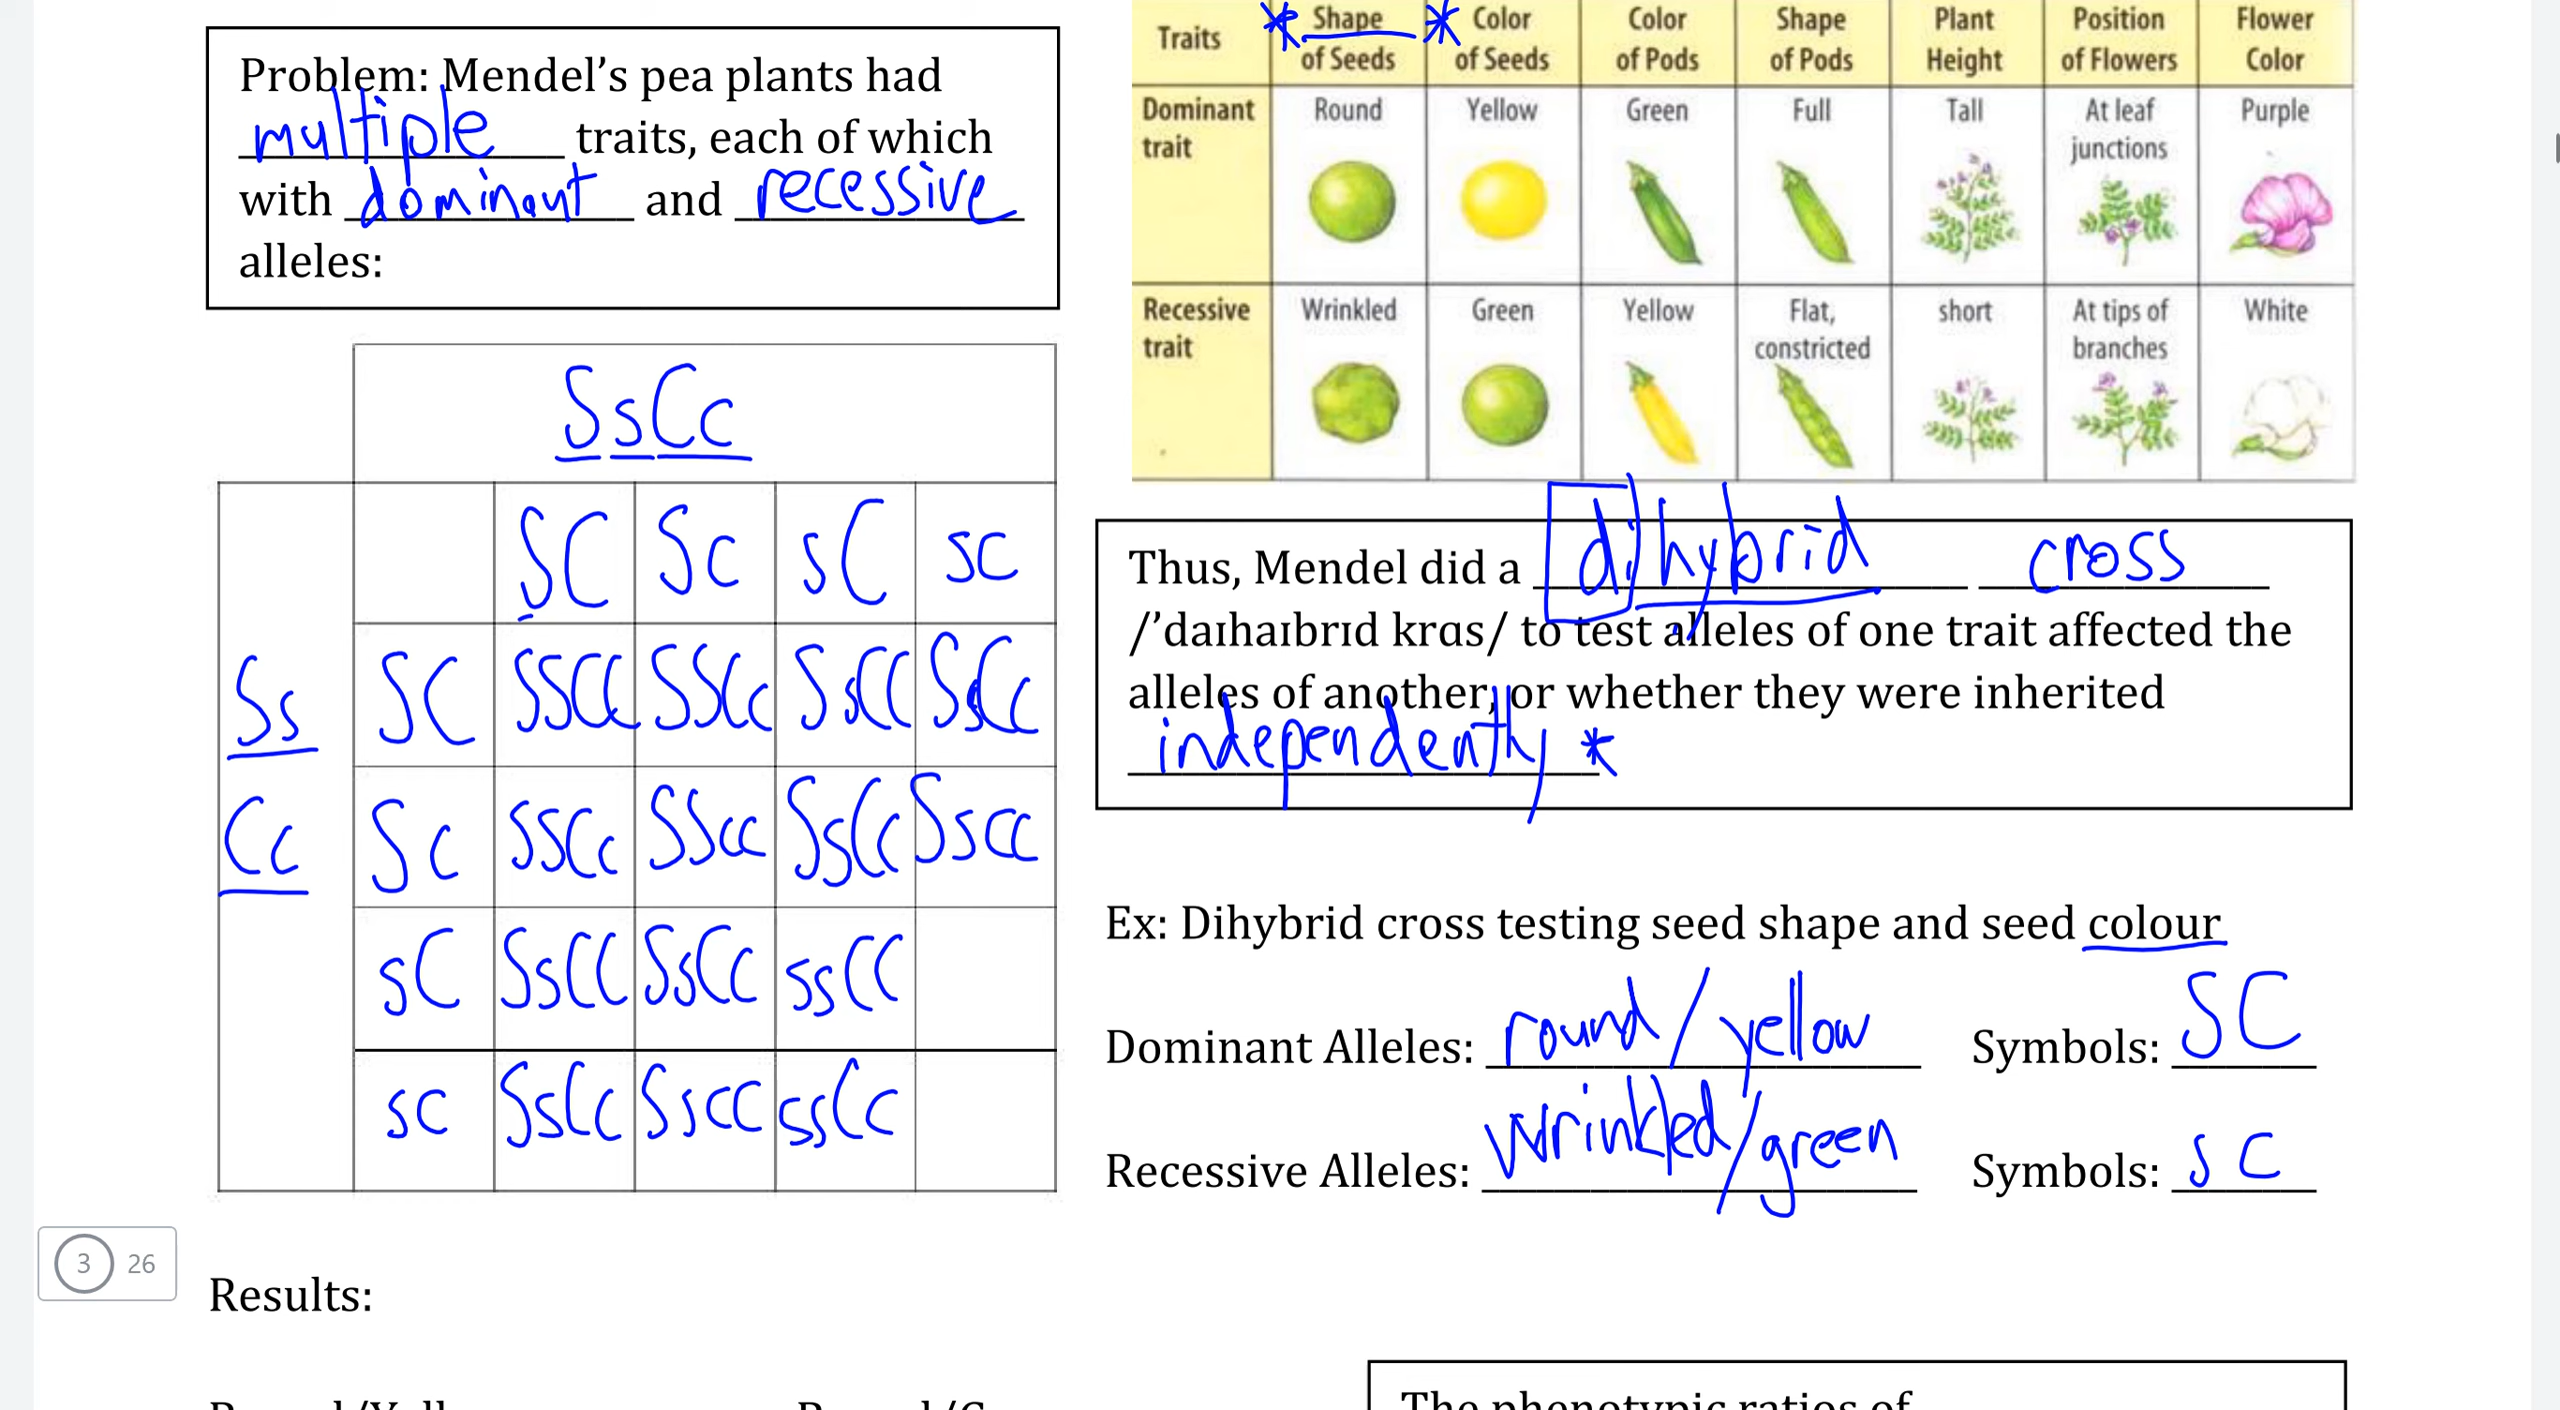 Problem: Mendel’s pea plants had
multiple traits, each of which
with dominant and recessive
alleles:
Traits * Shape of Seeds * Color of Seeds Color of Pods Shape of Pods Plant Height Position of Flowers Flower Color
Dominant trait Round Yellow Green Full Tall At leaf junctions Purple
Recessive trait Wrinkled Green Yellow Flat, constricted short At tips of branches White
SsCc
SC Sc sC sc
Ss SC SSCC SSCc SsCC SsCc
Cc Sc SSCc SScc SsCc Sscc
sC SsCC SsCc ssCC
sc SsCc Sscc ssCc
Thus, Mendel did a dihybrid cross
/’daɪhaɪbrɪd krɑs/ to test alleles of one trait affected the
alleles of another, or whether they were inherited
independently *
Ex: Dihybrid cross testing seed shape and seed colour
Dominant Alleles: round/yellow Symbols: SC
Recessive Alleles: Wrinkled/green Symbols: sc
3 26
Results:
The phenotypic ratios of